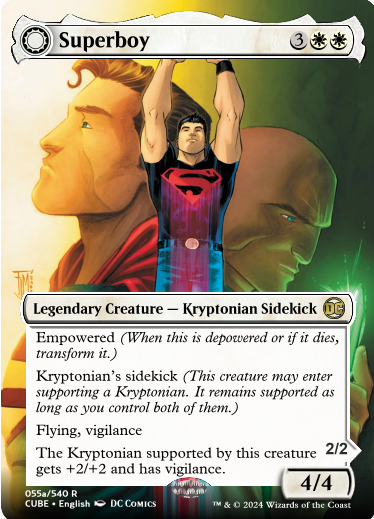 Superboy 3
Legendary Creature — Kryptonian Sidekick DC
Empowered (When this is depowered or if it dies,
transform it.)
Kryptonian's sidekick (This creature may enter
supporting a Kryptonian. It remains supported as
long as you control both of them.)
Flying, vigilance
The Kryptonian supported by this creature
gets +2/+2 and has vigilance.
2/2
4/4
055a/540 R
CUBE • English DC COMICS
™ & © 2024 Wizards of the Coast